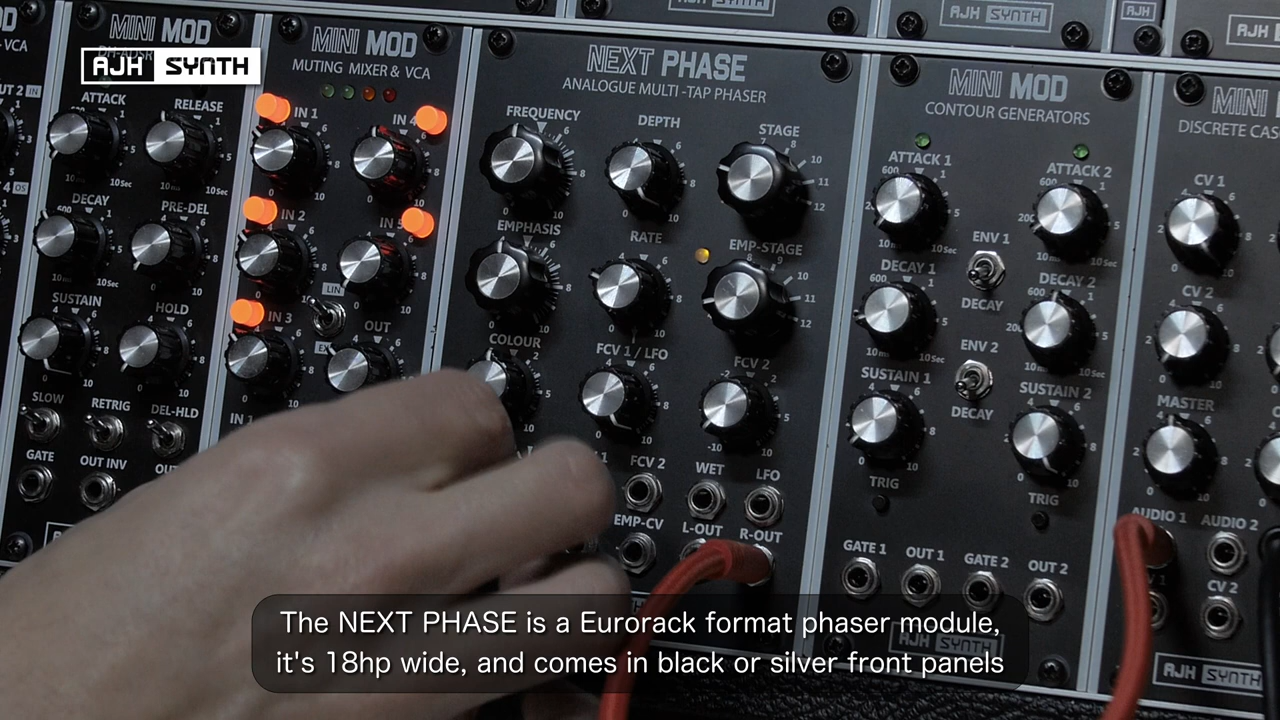 AJH SYNTH
AJH SYNTH
AJH
MINI MOD
AJH SYNTH
ATTACK
RELEASE
DECAY
PRE-DEL
SUSTAIN
HOLD
SLOW
RETRIG
DEL-HLD
GATE
OUT INV
MINI MOD
MUTING MIXER & VCA
IN 1
IN 4
IN 2
IN 3
LIN
OUT
NEXT PHASE
ANALOGUE MULTI-TAP PHASER
FREQUENCY
DEPTH
STAGE
EMPHASIS
RATE
EMP-STAGE
COLOUR
FCV 1 / LFO
FCV 2
FCV 2
WET
LFO
EMP-CV
L-OUT
R-OUT
MINI MOD
CONTOUR GENERATORS
ATTACK 1
ATTACK 2
ENV 1
DECAY
DECAY 1
DECAY 2
ENV 2
DECAY
SUSTAIN 1
SUSTAIN 2
TRIG
TRIG
GATE 1
OUT 1
GATE 2
OUT 2
AJH SYNTH
MINI
DISCRETE CAS
CV 1
CV 2
MASTER
AUDIO 1
AUDIO 2
CV 2
AJH SYNTH
The NEXT PHASE is a Eurorack format phaser module,
it's 18hp wide, and comes in black or silver front panels